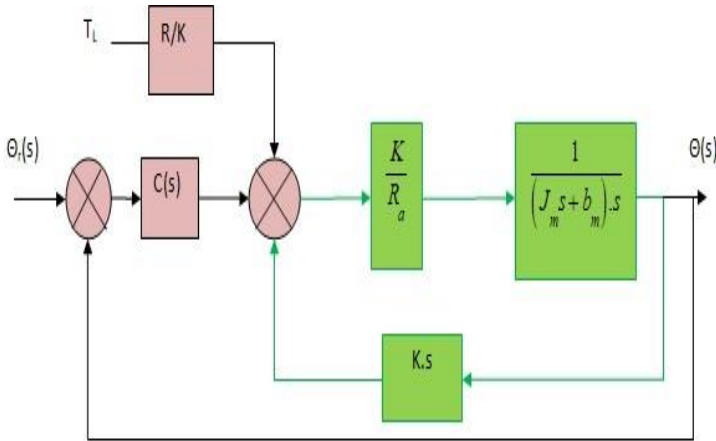 T_L
R/K
Θᵣ(s)
C(s)
K
R_a
1
(J_m s+b_m).s
Θ(s)
K.s